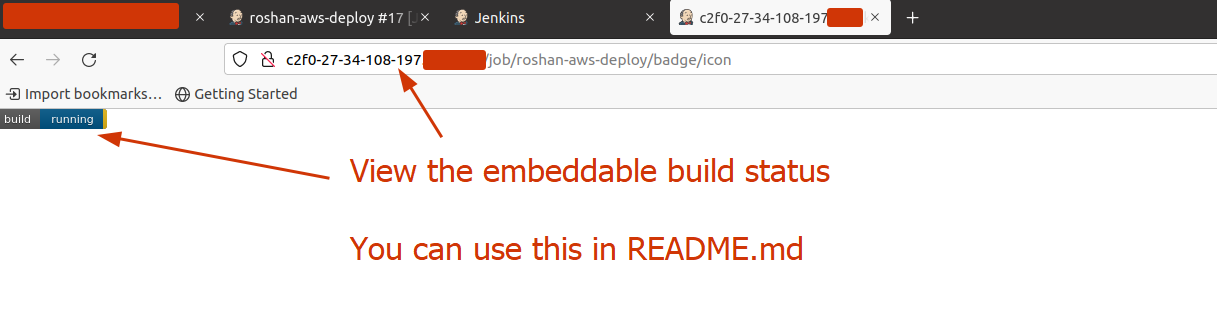 roshan-aws-deploy #17 [
Jenkins
c2f0-27-34-108-197
c2f0-27-34-108-197 /job/roshan-aws-deploy/badge/icon
Import bookmarks…
Getting Started
build running
View the embeddable build status
You can use this in README.md